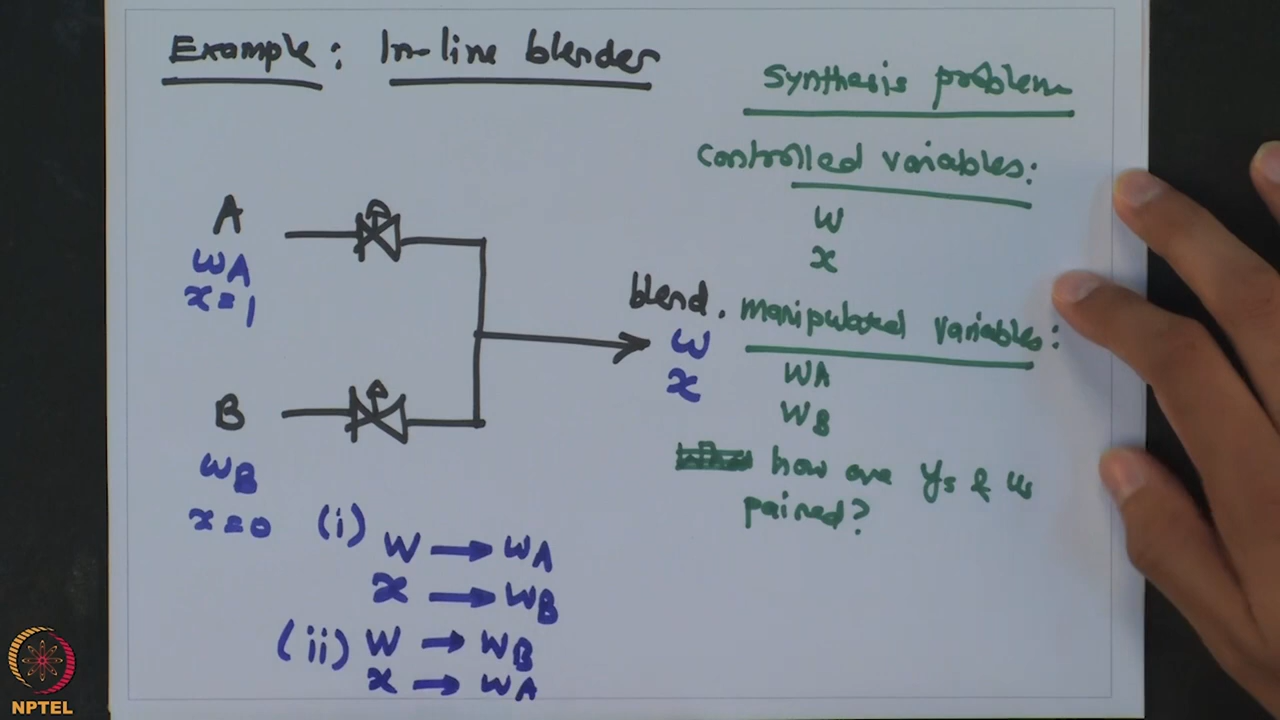 Example: In-line blender
A
wA
x=1
B
wB
x=0
blend.
w
x
(i) w → wA
x → wB
(ii) w → wB
x → wA
Synthesis problem
Controlled variables:
w
x
Manipulated variables:
wA
wB
how are ys & us
paired?
NPTEL